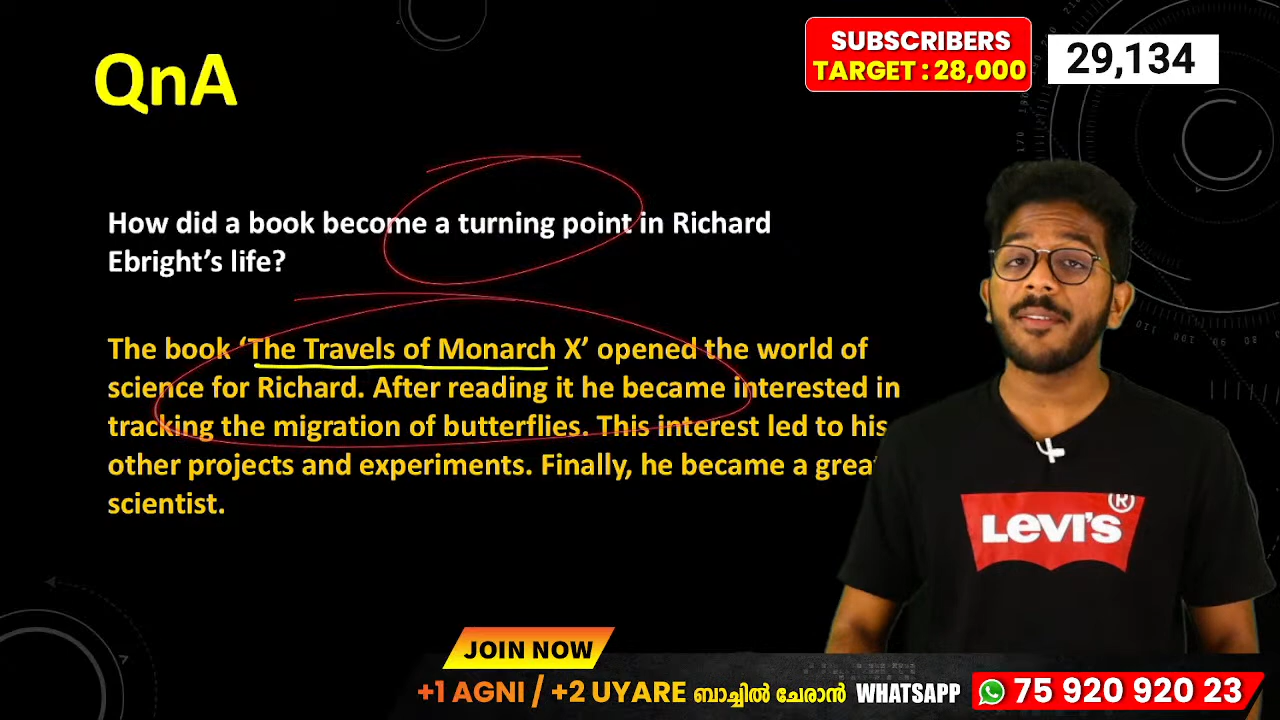 SUBSCRIBERS
TARGET : 28,000
29,134
QnA
How did a book become a turning point in Richard
Ebright’s life?
The book ‘The Travels of Monarch X’ opened the world of
science for Richard. After reading it he became interested in
tracking the migration of butterflies. This interest led to his
other projects and experiments. Finally, he became a great
scientist.
LEVI'S ®
JOIN NOW
+1 AGNI / +2 UYARE ബാച്ചിൽ ചേരാൻ WHATSAPP 75 920 920 23